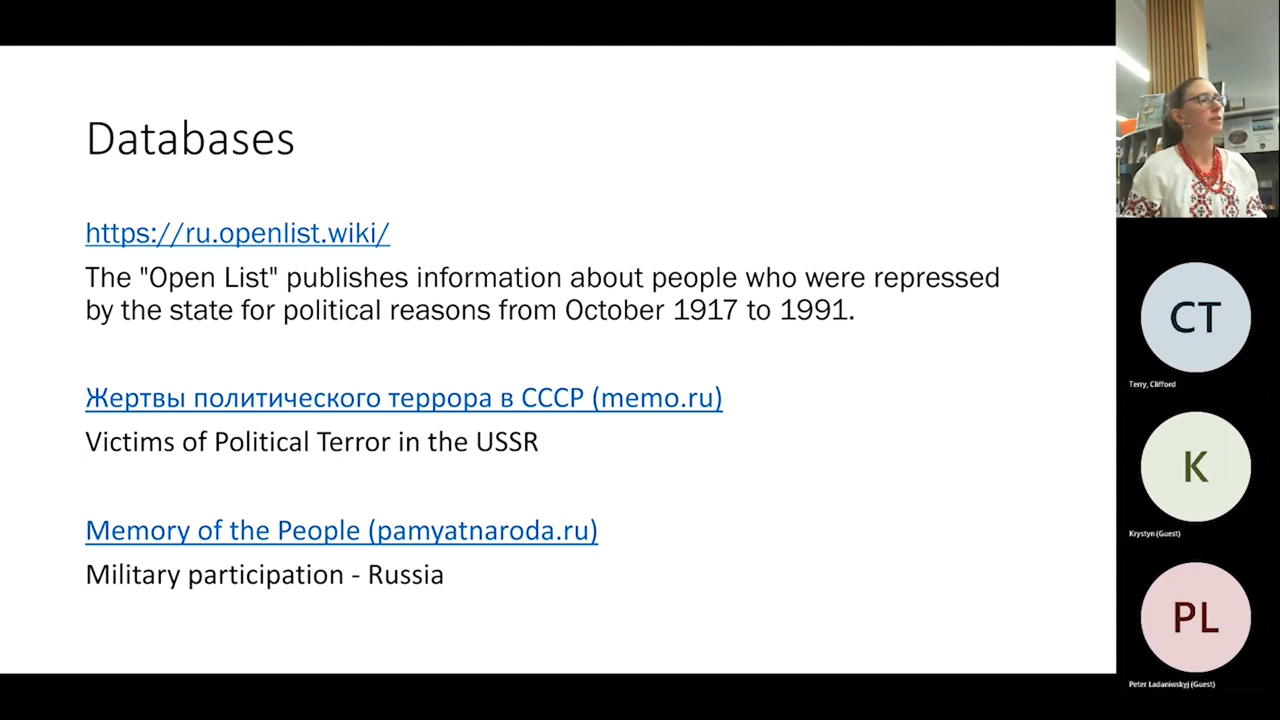 Databases
https://ru.openlist.wiki/
The "Open List" publishes information about people who were repressed
by the state for political reasons from October 1917 to 1991.
Жертвы политического террора в СССР (memo.ru)
Victims of Political Terror in the USSR
Memory of the People (pamyatnaroda.ru)
Military participation - Russia
CT
Terry, Clifford
K
Krystyn (Guest)
PL
Peter Ladaniwskyj (Guest)